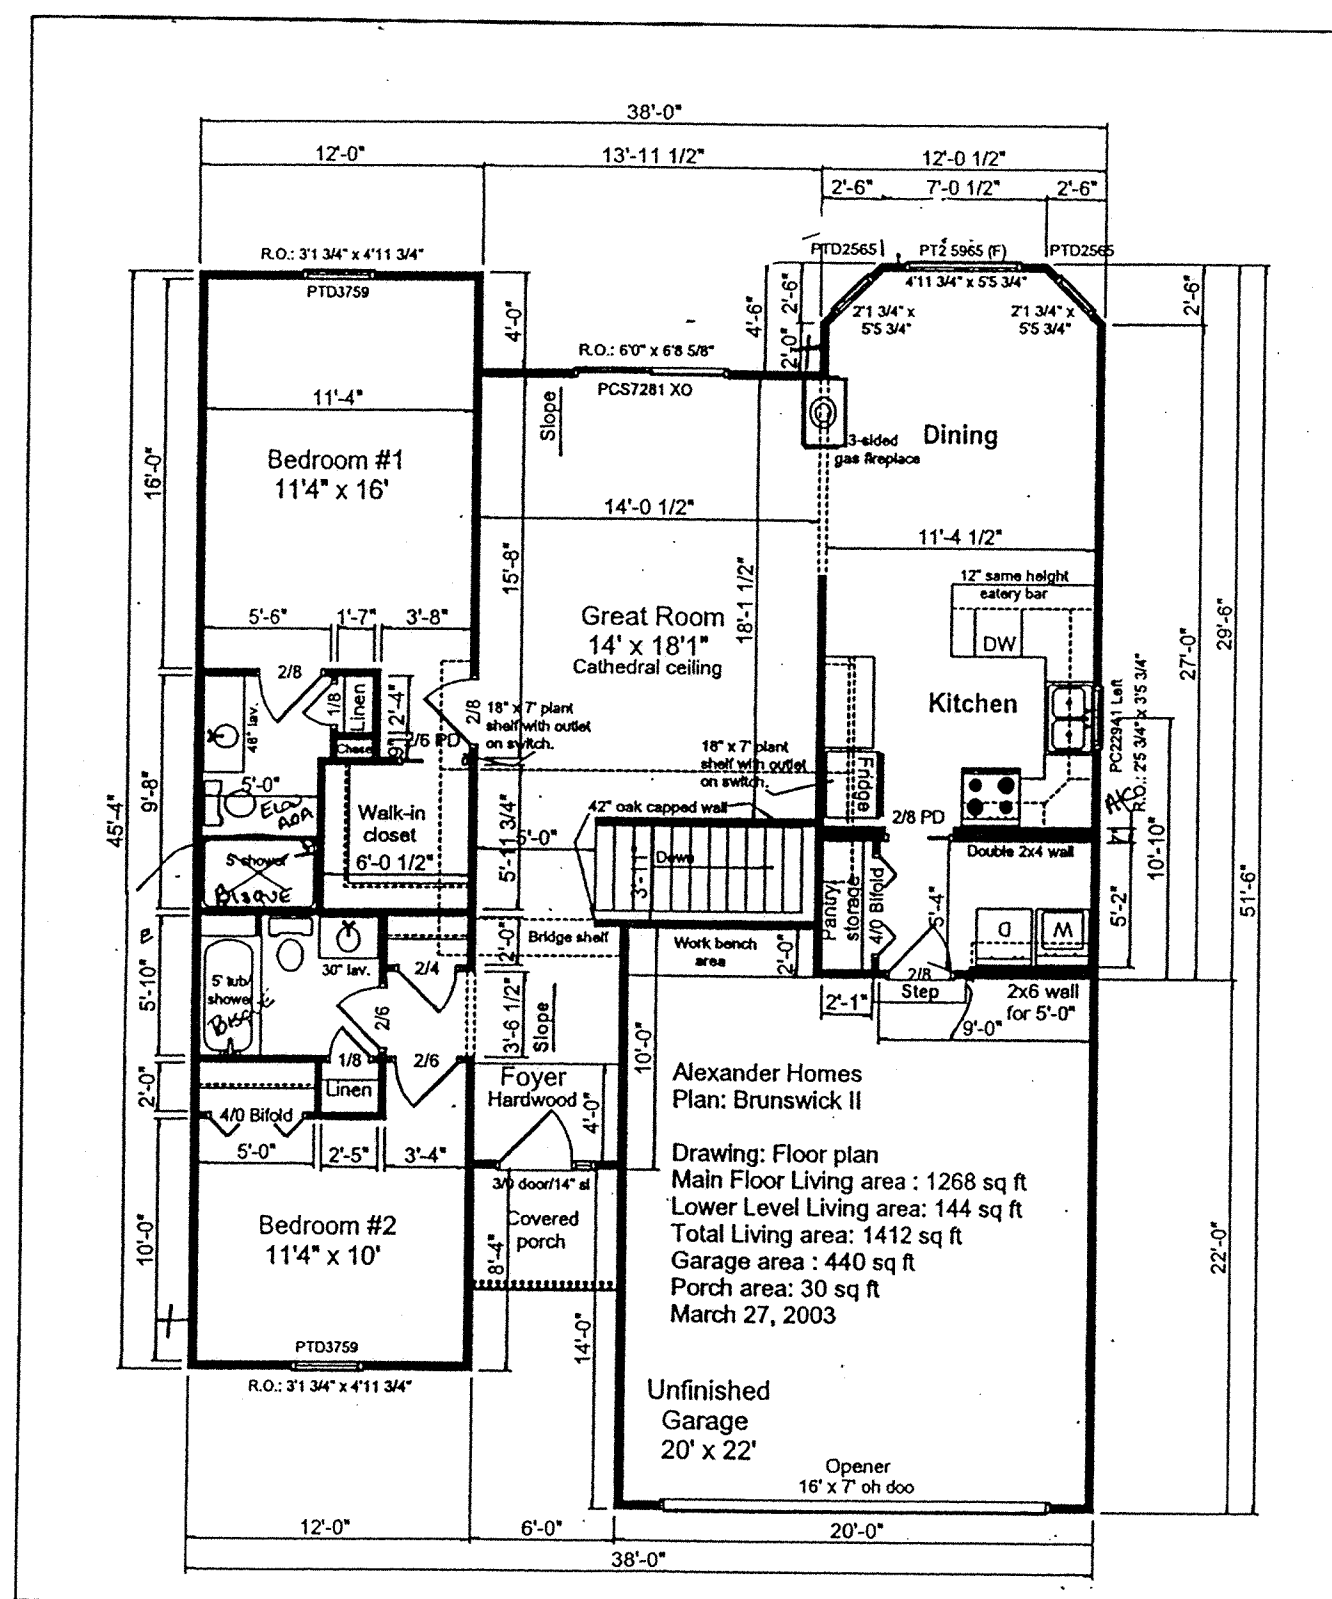 38'-0"
12'-0"
13'-11 1/2"
12'-0 1/2"
2'-6"
7'-0 1/2"
2'-6"
R.O.: 3'1 3/4" x 4'11 3/4"
PTD3759
PTD2565
PT2 5965 (F)
PTD2565
4'11 3/4" x 5'5 3/4"
2'1 3/4" x
5'5 3/4"
2'1 3/4" x
5'5 3/4"
4'-0"
4'-6"
2'-6"
2'-0"
2'-6"
R.O.: 6'0" x 6'8 5/8"
PCS7281 XO
Slope
11'-4"
Bedroom #1
11'4" x 16'
16'-0"
3-sided
gas fireplace
Dining
14'-0 1/2"
11'-4 1/2"
15'-8"
18'-1 1/2"
12" same height
eatery bar
DW
Great Room
14' x 18'1"
Cathedral ceiling
5'-6"
1'-7"
3'-8"
2/8
1/8
Linen
2'-4"
2/8
18" x 7' plant
shelf with outlet
on switch.
46" lav.
Chase
9"
2/6 PD
Kitchen
18" x 7' plant
shelf with outlet
on switch.
Fridge
PC22941 Left
R.O.: 2'5 3/4" x 3'5 3/4"
27'-0"
29'-6"
45'-4"
9'-8"
5'-0"
ADA
Walk-in
closet
6'-0 1/2"
5' shower
BISQUE
42" oak capped wall
5'-11 3/4"
5'-0"
3'-11"
Down
2/8 PD
Double 2x4 wall
7"
10'-10"
5'-2"
Pantry
storage
4/0 Bifold
5'-4"
D
W
51'-6"
2'-0"
Bridge shelf
Work bench
area
2'-0"
5'-10"
5' tub/
shower
BISQUE
30" lav.
2/4
2/6
3'-6 1/2"
Slope
2/8
Step
2'-1"
9'-0"
2x6 wall
for 5'-0"
10'-0"
1/8
2/6
Linen
2'-0"
4/0 Bifold
5'-0"
2'-5"
3'-4"
Foyer
Hardwood
4'-0"
3/0 door/14" sl
Covered
porch
8'-4"
14'-0"
Bedroom #2
11'4" x 10'
10'-0"
PTD3759
R.O.: 3'1 3/4" x 4'11 3/4"
Alexander Homes
Plan: Brunswick II
Drawing: Floor plan
Main Floor Living area : 1268 sq ft
Lower Level Living area: 144 sq ft
Total Living area: 1412 sq ft
Garage area : 440 sq ft
Porch area: 30 sq ft
March 27, 2003
22'-0"
Unfinished
Garage
20' x 22'
Opener
16' x 7' oh doo
12'-0"
6'-0"
20'-0"
38'-0"